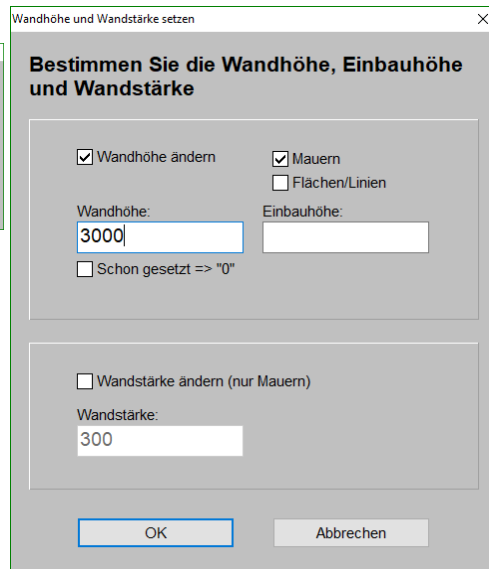 Wandhöhe und Wandstärke setzen
Bestimmen Sie die Wandhöhe, Einbauhöhe
und Wandstärke
Wandhöhe ändern
Mauern
Flächen/Linien
Wandhöhe:
Einbauhöhe:
3000
Schon gesetzt => "0"
Wandstärke ändern (nur Mauern)
Wandstärke:
300
OK
Abbrechen